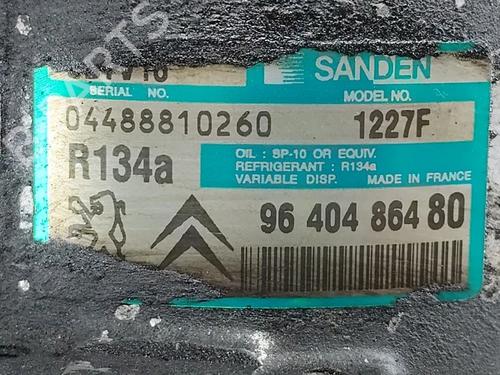 SANDEN
SERIAL NO.
MODEL NO.
04488810260
1227F
R134a
OIL : SP-10 OR EQUIV.
REFRIGERANT : R134a
VARIABLE DISP. MADE IN FRANCE
96 404 864 80